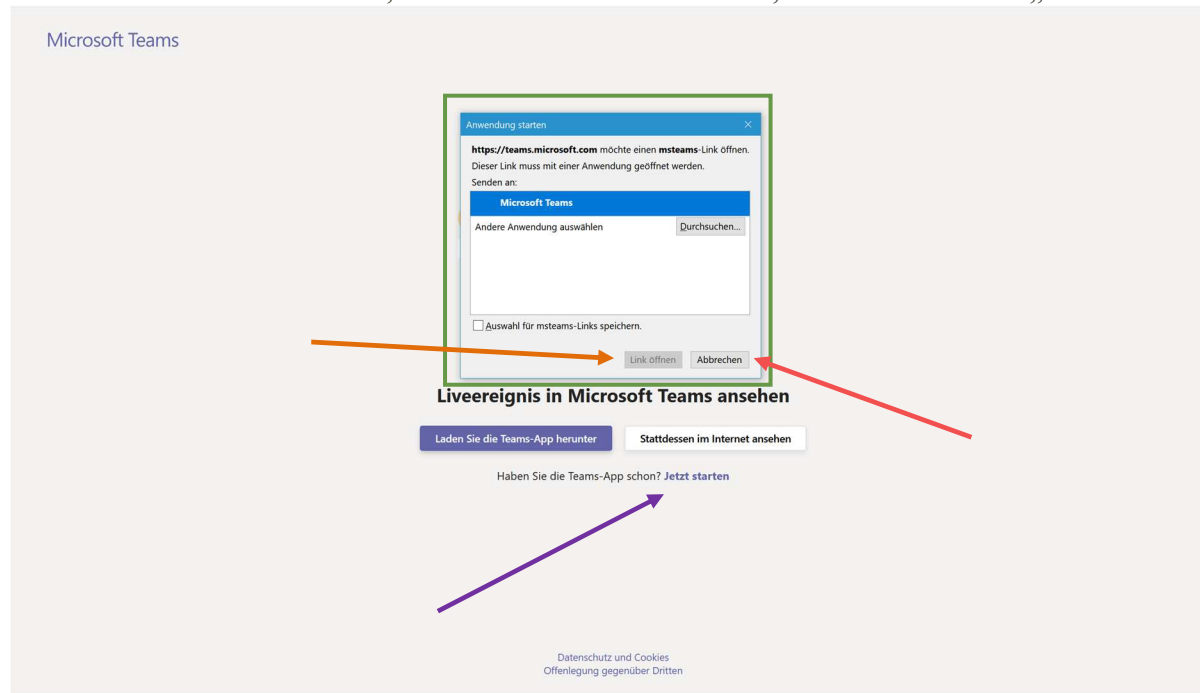 Microsoft Teams
Anwendung starten
https://teams.microsoft.com möchte einen msteams-Link öffnen.
Dieser Link muss mit einer Anwendung geöffnet werden.
Senden an:
Microsoft Teams
Andere Anwendung auswählen Durchsuchen...
Auswahl für msteams-Links speichern.
Link öffnen Abbrechen
Liveereignis in Microsoft Teams ansehen
Laden Sie die Teams-App herunter Stattdessen im Internet ansehen
Haben Sie die Teams-App schon? Jetzt starten
Datenschutz und Cookies
Offenlegung gegenüber Dritten